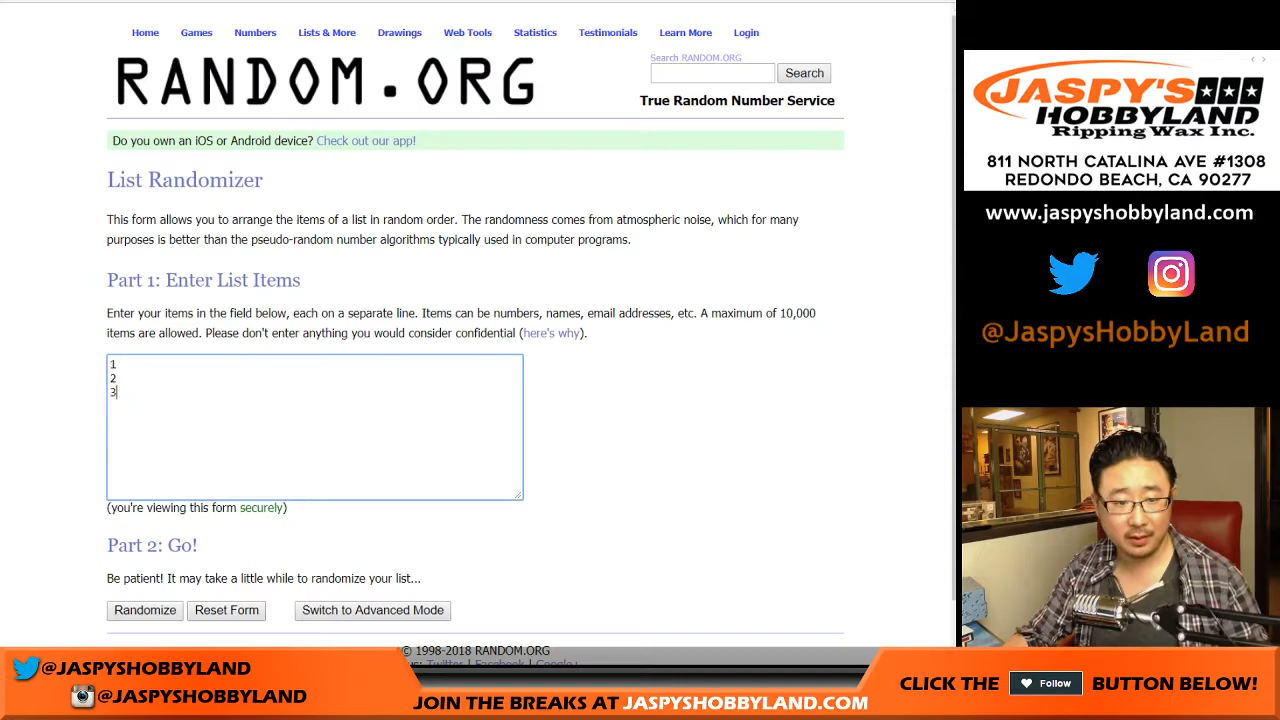 Home Games Numbers Lists & More Drawings Web Tools Statistics Testimonials Learn More Login
RANDOM.ORG
Search RANDOM.ORG
Search
True Random Number Service
Do you own an iOS or Android device? Check out our app!
List Randomizer
This form allows you to arrange the items of a list in random order. The randomness comes from atmospheric noise, which for many
purposes is better than the pseudo-random number algorithms typically used in computer programs.
Part 1: Enter List Items
Enter your items in the field below, each on a separate line. Items can be numbers, names, email addresses, etc. A maximum of 10,000
items are allowed. Please don't enter anything you would consider confidential (here's why).
1
2
3
(you're viewing this form securely)
Part 2: Go!
Be patient! It may take a little while to randomize your list...
Randomize Reset Form Switch to Advanced Mode
© 1998-2018 RANDOM.ORG
JASPY'S
HOBBYLAND
Ripping Wax Inc.
811 NORTH CATALINA AVE #1308
REDONDO BEACH, CA 90277
www.jaspyshobbyland.com
@JaspysHobbyLand
@JASPYSHOBBYLAND
@JASPYSHOBBYLAND
JOIN THE BREAKS AT JASPYSHOBBYLAND.COM
CLICK THE Follow BUTTON BELOW!